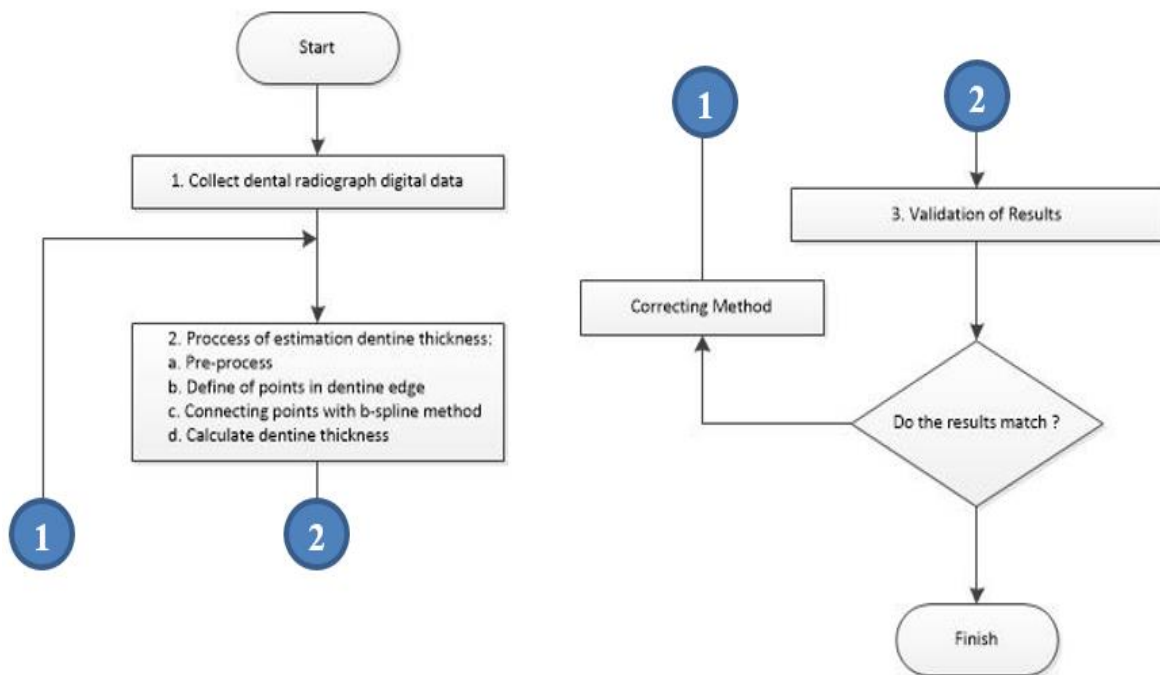 Start
1. Collect dental radiograph digital data
2. Proccess of estimation dentine thickness:
a. Pre-process
b. Define of points in dentine edge
c. Connecting points with b-spline method
d. Calculate dentine thickness
1
2
1
2
3. Validation of Results
Correcting Method
Do the results match ?
Finish